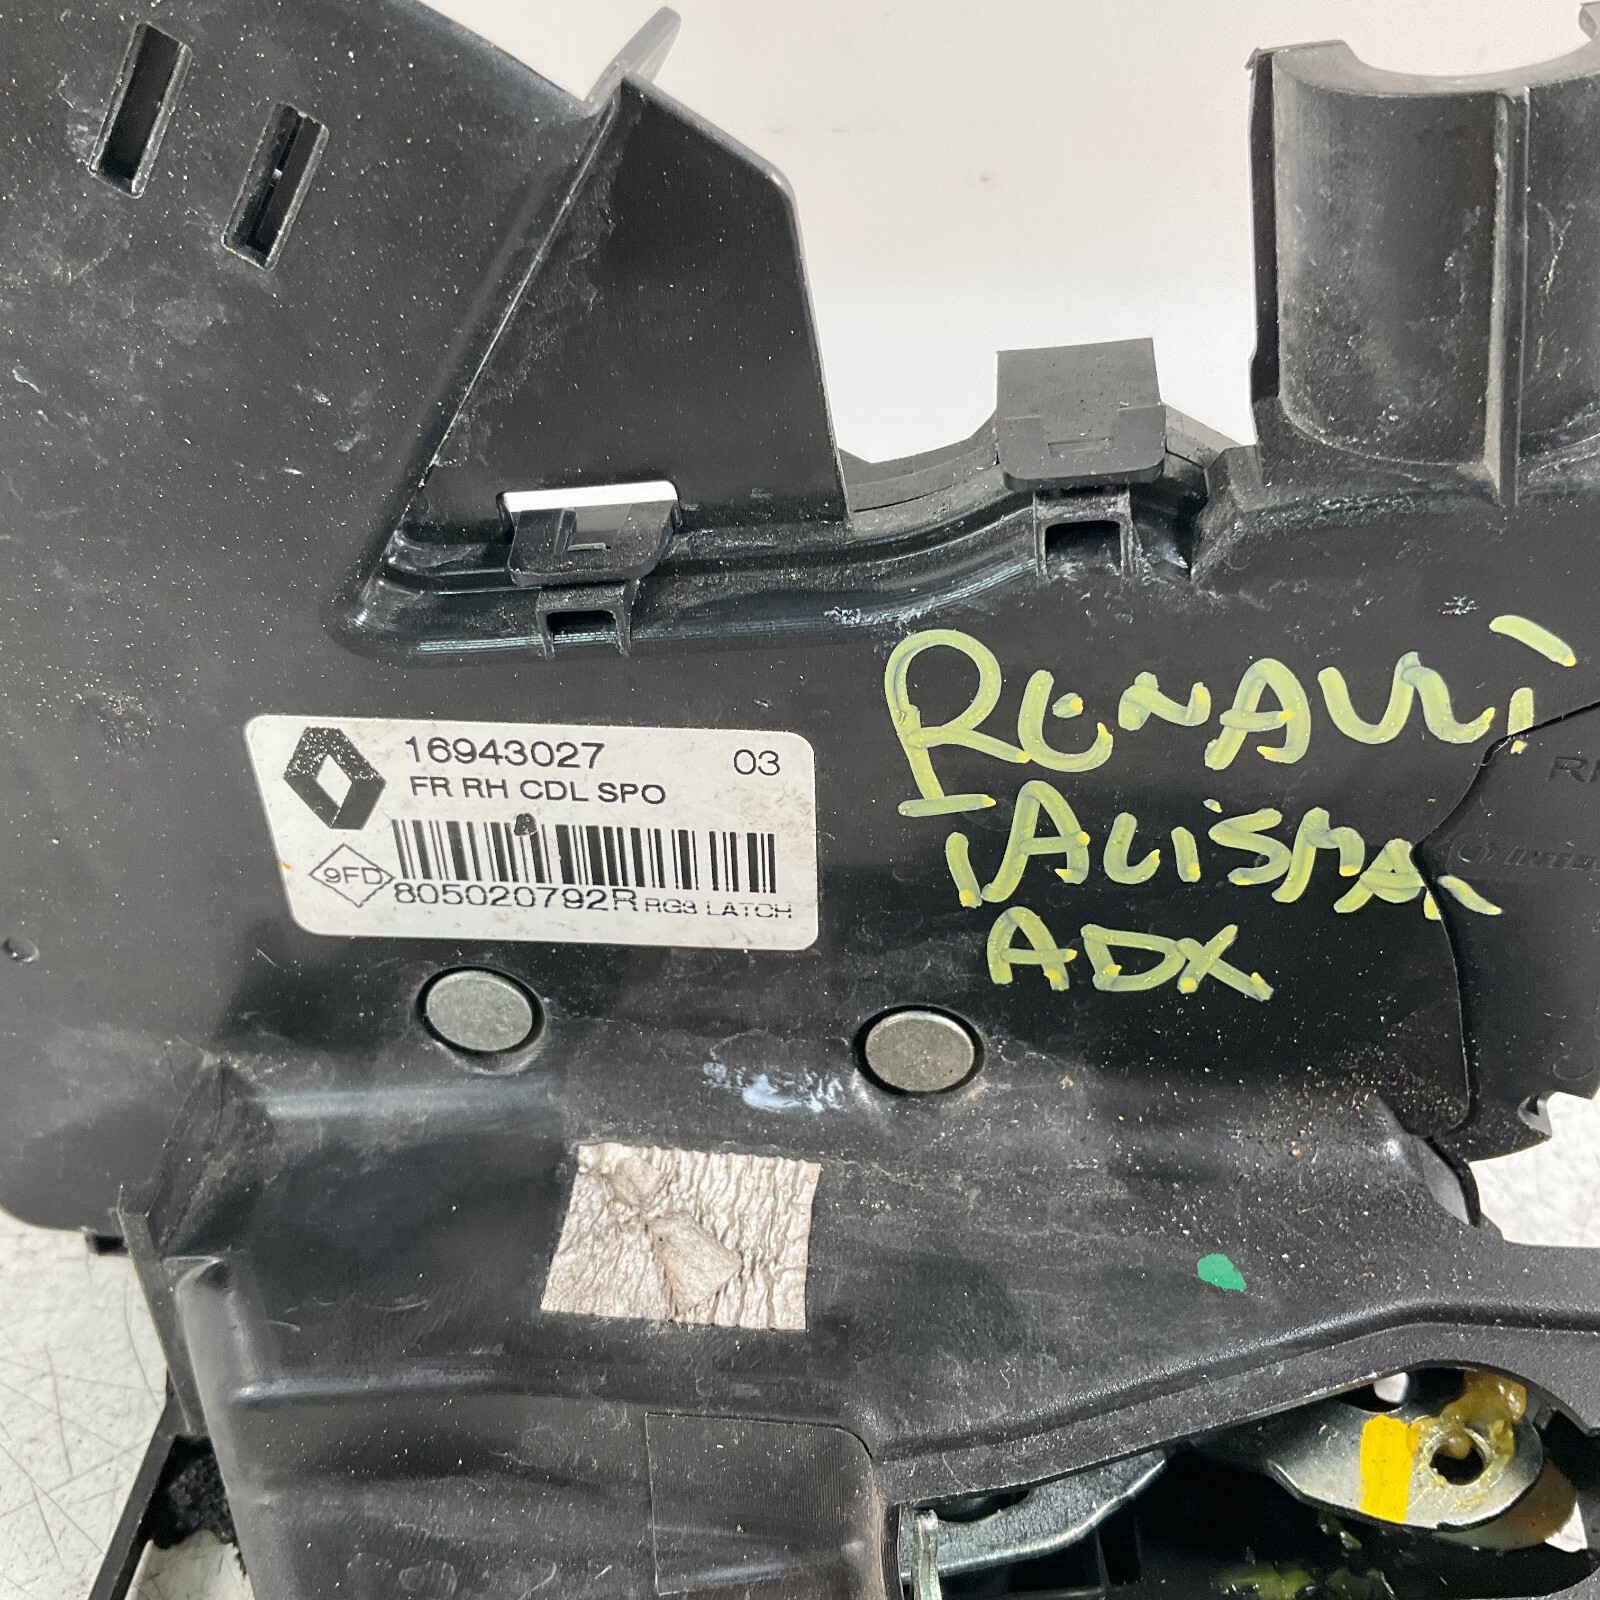 16943027 03
FR RH CDL SPO
9FD
805020792R RG3 LATCH
RENAULT
TALISMAN
ADX